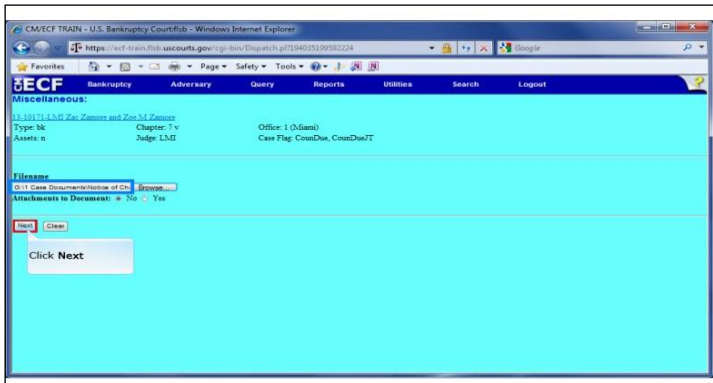 CM/ECF TRAIN - U.S. Bankruptcy Court:flsb - Windows Internet Explorer
https://ecf-train.flsb.uscourts.gov/cgi-bin/Dispatch.pl?194035199592224
Google
Favorites Page Safety Tools
ECF Bankruptcy Adversary Query Reports Utilities Search Logout ?
Miscellaneous:
13-10171-LMI Zac Zamore and Zoe M Zamore
Type: bk Chapter: 7 v Office: 1 (Miami)
Assets: n Judge: LMI Case Flag: CounDue, CounDueJT
Filename
G:\1 Case Documents\Notice of Ch Browse...
Attachments to Document: No Yes
Next Clear
Click Next